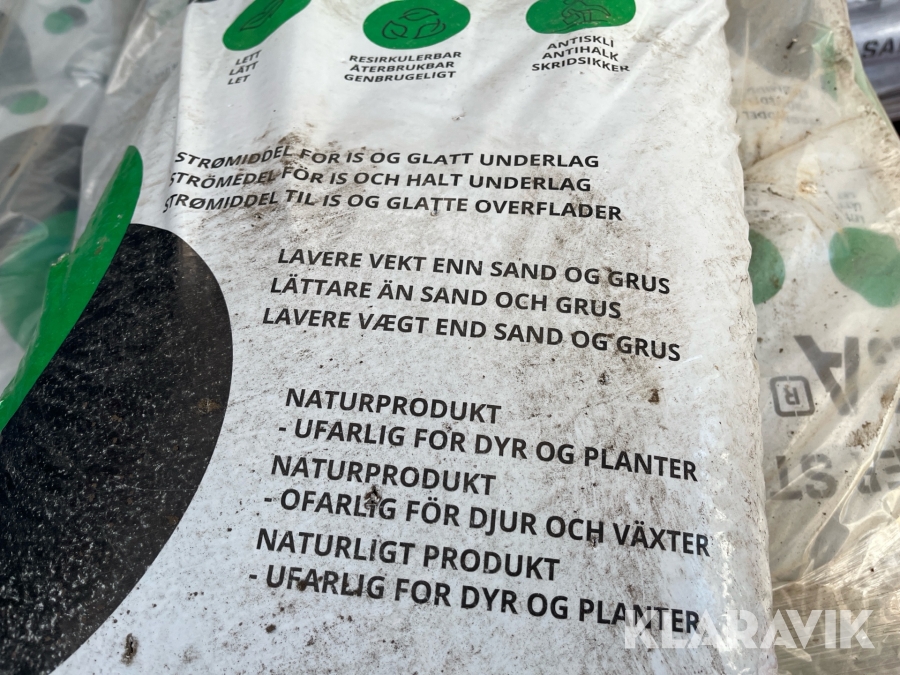 LETT
LÄTT
LET
RESIRKULERBAR
ÅTERBRUKBAR
GENBRUGELIGT
ANTISKLI
ANTIHALK
SKRIDSIKKER
STRØMIDDEL FOR IS OG GLATT UNDERLAG
STRÖMEDEL FÖR IS OCH HALT UNDERLAG
STRØMIDDEL TIL IS OG GLATTE OVERFLADER
LAVERE VEKT ENN SAND OG GRUS
LÄTTARE ÄN SAND OCH GRUS
LAVERE VÆGT END SAND OG GRUS
NATURPRODUKT
- UFARLIG FOR DYR OG PLANTER
NATURPRODUKT
- OFARLIG FÖR DJUR OCH VÄXTER
NATURLIGT PRODUKT
- UFARLIG FOR DYR OG PLANTER
KLARAVIK